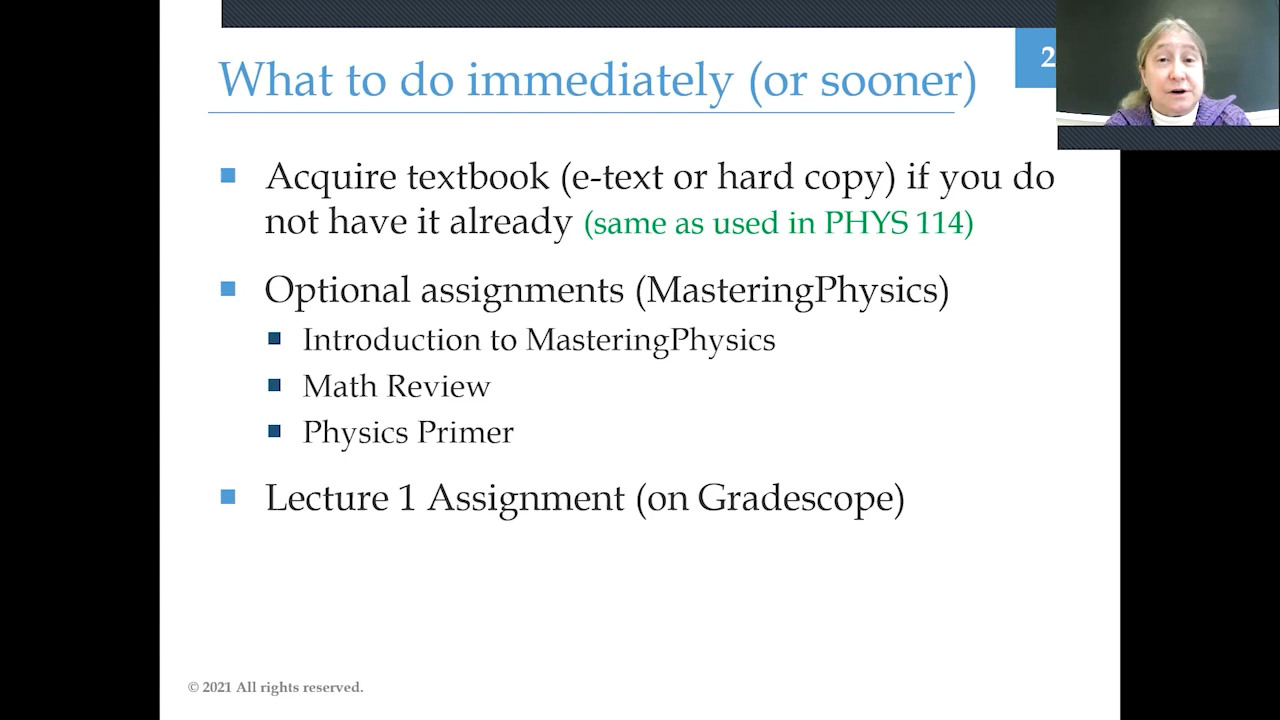 What to do immediately (or sooner)
2
Acquire textbook (e-text or hard copy) if you do
not have it already (same as used in PHYS 114)
Optional assignments (MasteringPhysics)
Introduction to MasteringPhysics
Math Review
Physics Primer
Lecture 1 Assignment (on Gradescope)
© 2021 All rights reserved.